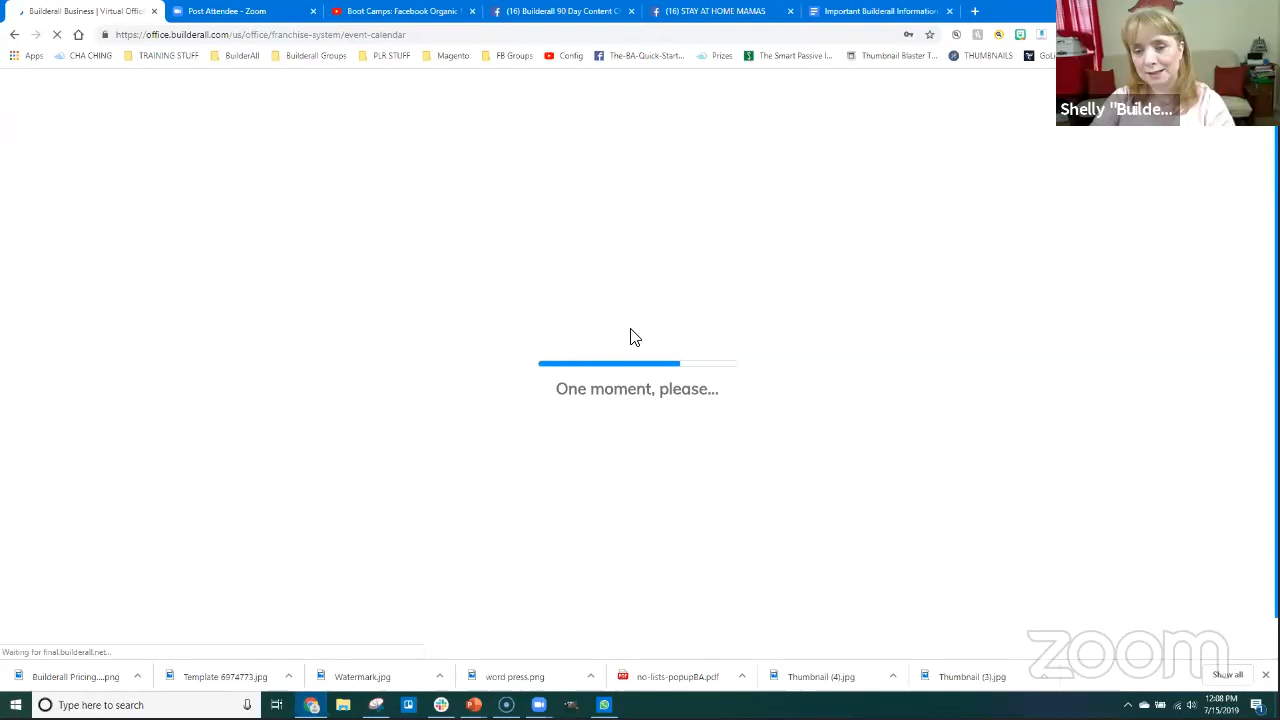 Builderall Business | Virtual Offic
Post Attendee - Zoom
Boot Camps: Facebook Organic
(16) Builderall 90 Day Content Ch
(16) STAY AT HOME MAMAS
Important Builderall Information
https://office.builderall.com/us/office/franchise-system/event-calendar
Apps
CHA CHING
TRAINING STUFF
BuilderAll
Builderall Groups
PLR STUFF
Magento
FB Groups
Config
The-BA-Quick-Start...
Prizes
The Smart Passive I...
Thumbnail Blaster T...
THUMBNAILS
GoLo
Shelly "Builde...
One moment, please...
zoom
Waiting for final.builderall.net...
Builderall Pricing....png
Template 6974773.jpg
Watermark.jpg
word press.png
no-lists-popupBA.pdf
Thumbnail (4).jpg
Thumbnail (3).jpg
Show all
Type here to search
12:08 PM
7/15/2019